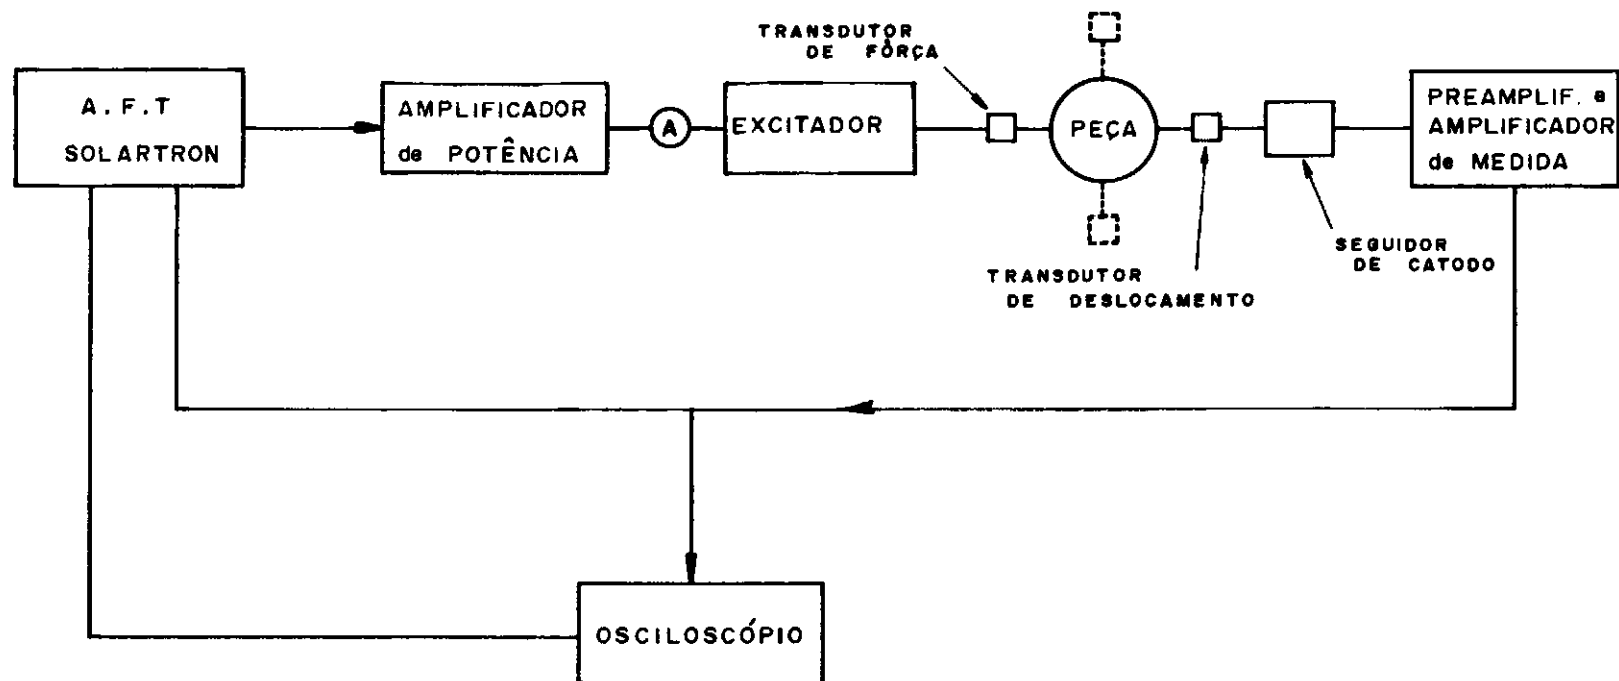 A.F.T
SOLARTRON
AMPLIFICADOR
de POTÊNCIA
A
EXCITADOR
TRANSDUTOR
DE FÔRÇA
PEÇA
TRANSDUTOR
DE DESLOCAMENTO
SEGUIDOR
DE CATODO
PREAMPLIF. e
AMPLIFICADOR
de MEDIDA
OSCILOSCÓPIO